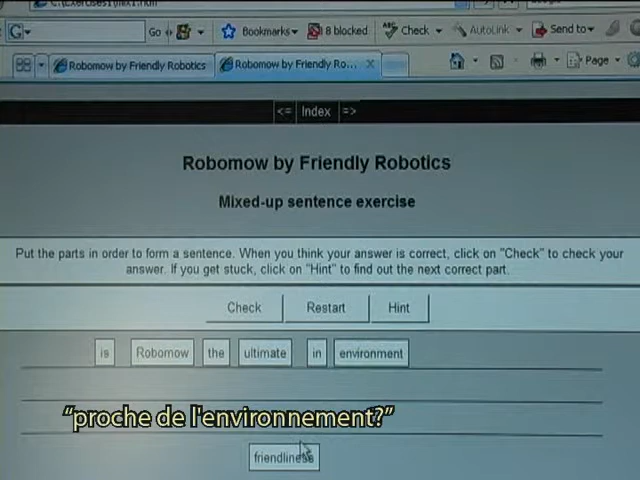 Go
Bookmarks
8 blocked
Check
AutoLink
Send to
Robomow by Friendly Robotics
Robomow by Friendly Ro...
Page
<= Index =>
Robomow by Friendly Robotics
Mixed-up sentence exercise
Put the parts in order to form a sentence. When you think your answer is correct, click on "Check" to check your
answer. If you get stuck, click on "Hint" to find out the next correct part.
Check Restart Hint
is Robomow the ultimate in environment
“proche de l'environnement?”
friendliness